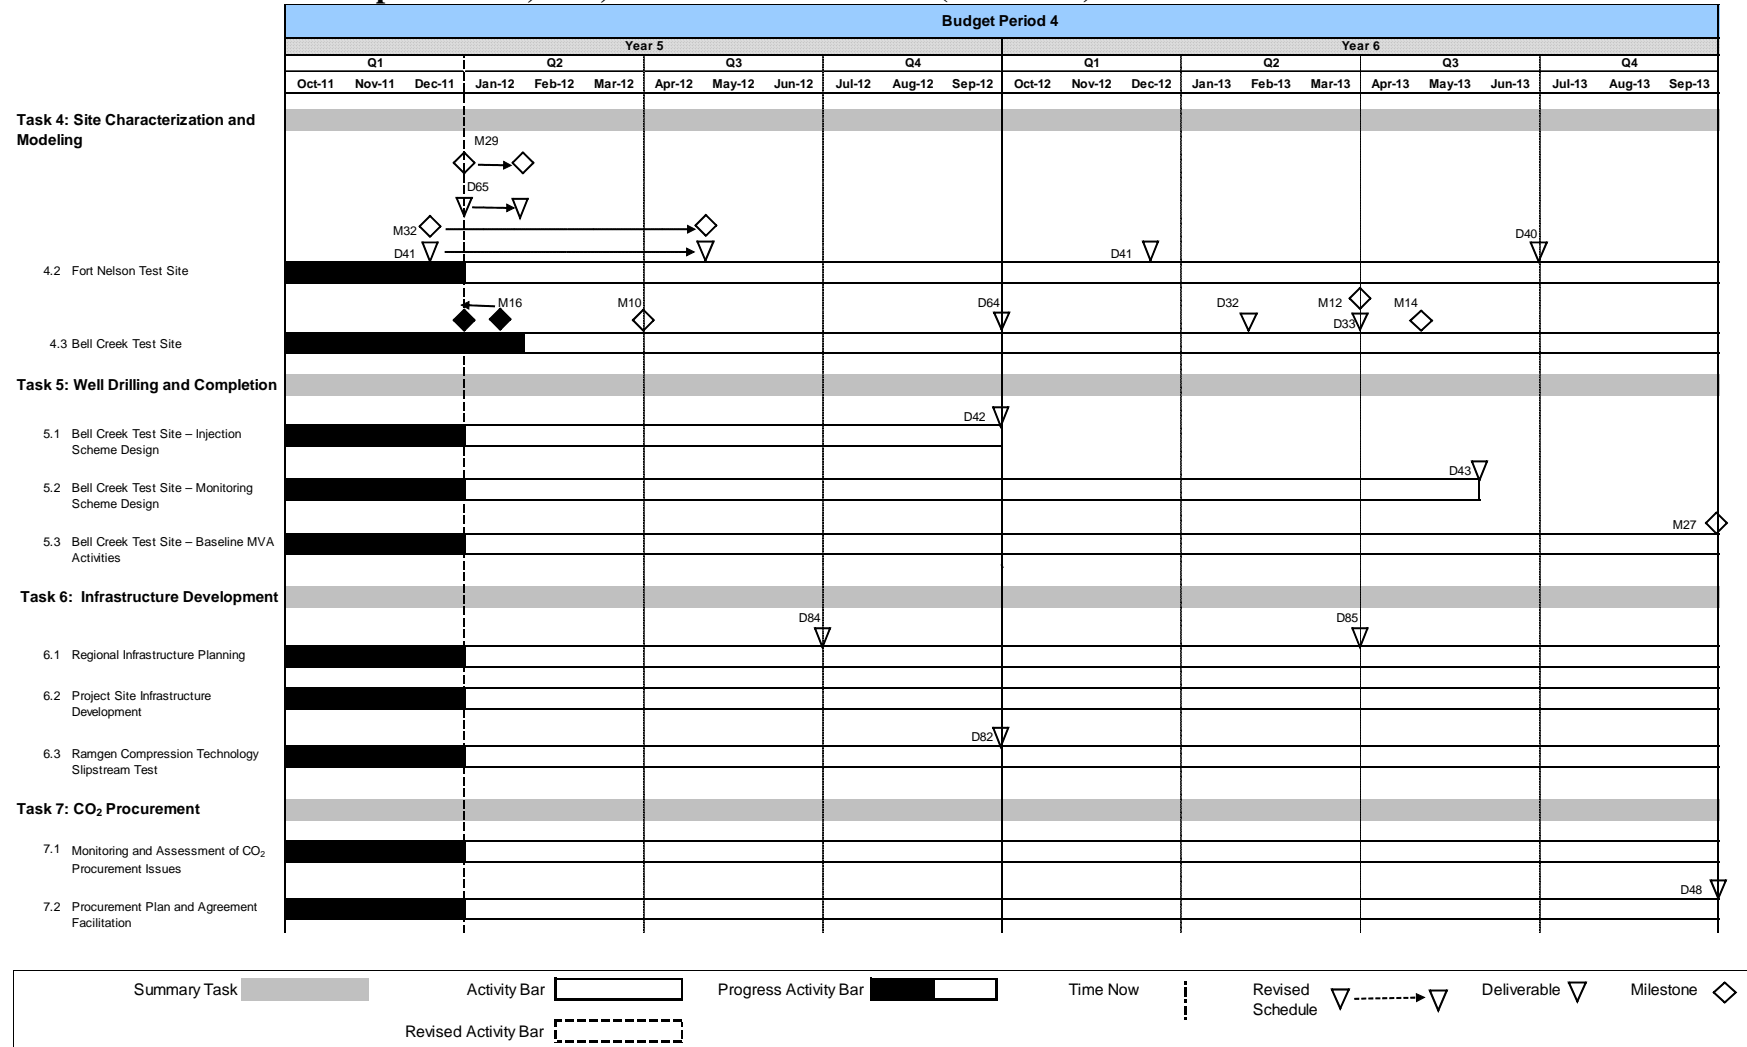 Budget Period 4
Year 5 Year 6
Q1 Q2 Q3 Q4 Q1 Q2 Q3 Q4
Oct-11 Nov-11 Dec-11 Jan-12 Feb-12 Mar-12 Apr-12 May-12 Jun-12 Jul-12 Aug-12 Sep-12 Oct-12 Nov-12 Dec-12 Jan-13 Feb-13 Mar-13 Apr-13 May-13 Jun-13 Jul-13 Aug-13 Sep-13
Task 4: Site Characterization and
Modeling
M29
D65
M32
D41 D41 D40
4.2 Fort Nelson Test Site
M16 M10 D64 D32 M12 M14
D33
4.3 Bell Creek Test Site
Task 5: Well Drilling and Completion
D42
5.1 Bell Creek Test Site – Injection
Scheme Design
D43
5.2 Bell Creek Test Site – Monitoring
Scheme Design
M27
5.3 Bell Creek Test Site – Baseline MVA
Activities
Task 6: Infrastructure Development
D84 D85
6.1 Regional Infrastructure Planning
6.2 Project Site Infrastructure
Development
D82
6.3 Ramgen Compression Technology
Slipstream Test
Task 7: CO₂ Procurement
7.1 Monitoring and Assessment of CO₂
Procurement Issues
D48
7.2 Procurement Plan and Agreement
Facilitation
Summary Task Activity Bar Progress Activity Bar Time Now Revised Deliverable Milestone
Schedule
Revised Activity Bar